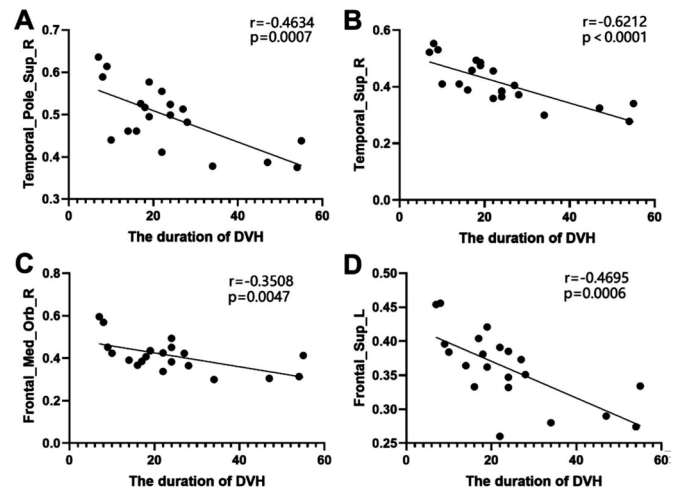 A
r=-0.4634
p=0.0007
Temporal_Pole_Sup_R
0.7
0.6
0.5
0.4
0.3
0
20
40
60
The duration of DVH
B
r=-0.6212
p<0.0001
Temporal_Sup_R
0.6
0.4
0.2
0.0
0
20
40
60
The duration of DVH
C
r=-0.3508
p=0.0047
Frontal_Med_Orb_R
0.8
0.6
0.4
0.2
0.0
0
20
40
60
The duration of DVH
D
r=-0.4695
p=0.0006
Frontal_Sup_L
0.50
0.45
0.40
0.35
0.30
0.25
0
20
40
60
The duration of DVH